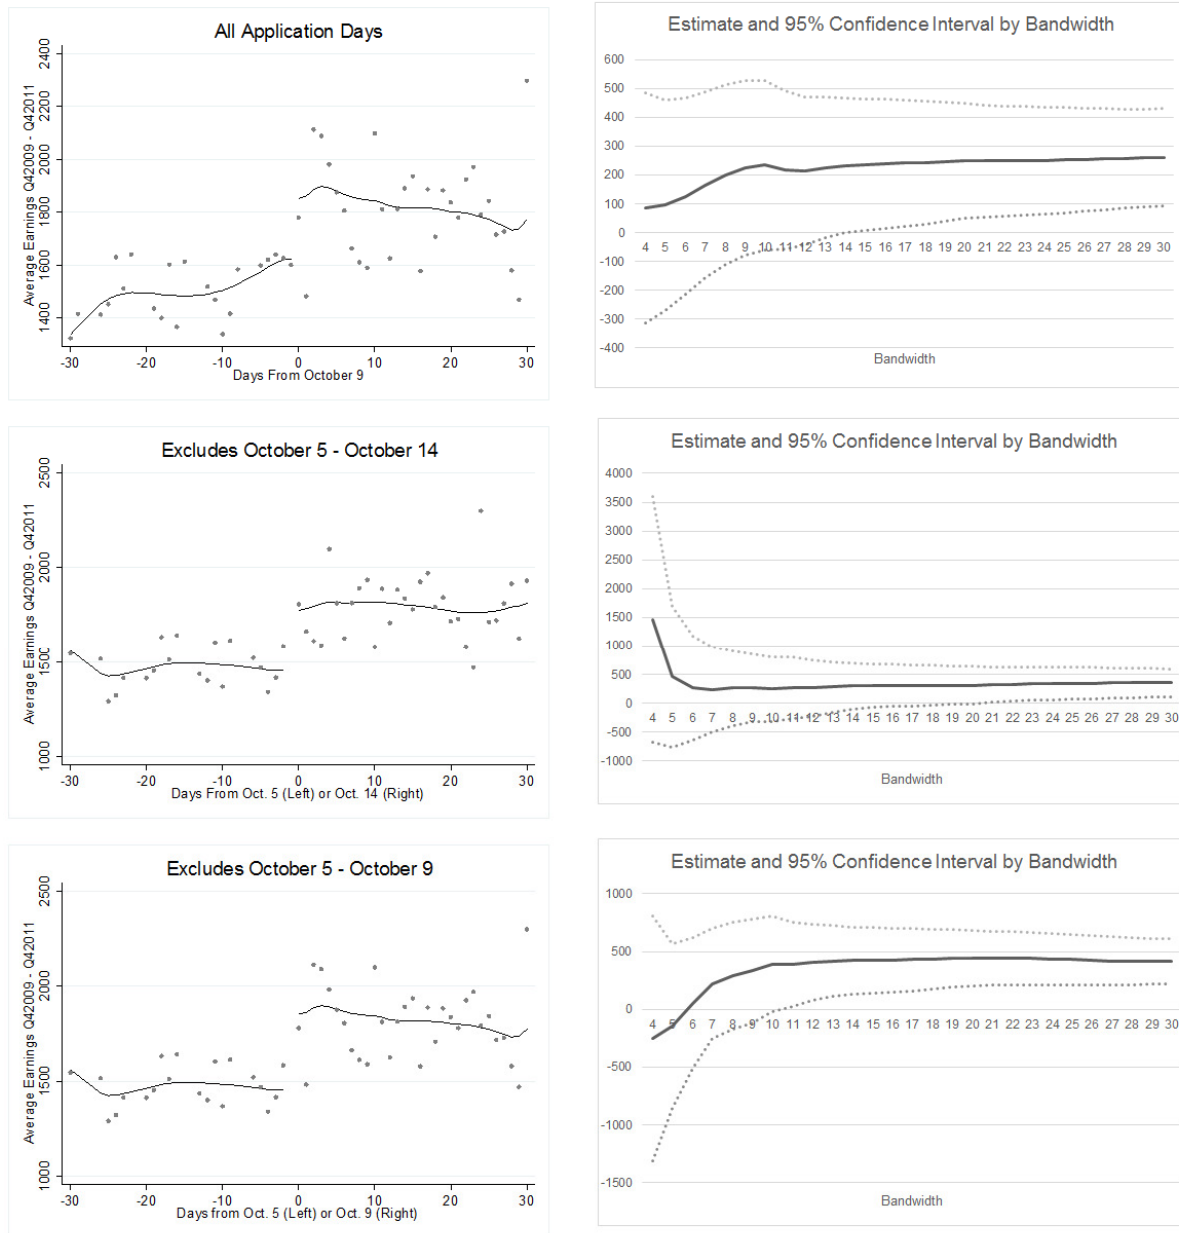 All Application Days
Average Earnings Q42009 - Q42011
2400
2200
2000
1800
1600
1400
-30 -20 -10 0 10 20 30
Days From October 9
Estimate and 95% Confidence Interval by Bandwidth
600
500
400
300
200
100
0
-100
-200
-300
-400
4 5 6 7 8 9 10 11 12 13 14 15 16 17 18 19 20 21 22 23 24 25 26 27 28 29 30
Bandwidth
Excludes October 5 - October 14
Average Earnings Q42009 - Q42011
2500
2000
1500
1000
-30 -20 -10 0 10 20 30
Days From Oct. 5 (Left) or Oct. 14 (Right)
Estimate and 95% Confidence Interval by Bandwidth
4000
3500
3000
2500
2000
1500
1000
500
0
-500
-1000
4 5 6 7 8 9 10 11 12 13 14 15 16 17 18 19 20 21 22 23 24 25 26 27 28 29 30
Bandwidth
Excludes October 5 - October 9
Average Earnings Q42009 - Q42011
2500
2000
1500
1000
-30 -20 -10 0 10 20 30
Days from Oct. 5 (Left) or Oct. 9 (Right)
Estimate and 95% Confidence Interval by Bandwidth
1000
500
0
-500
-1000
-1500
4 5 6 7 8 9 10 11 12 13 14 15 16 17 18 19 20 21 22 23 24 25 26 27 28 29 30
Bandwidth